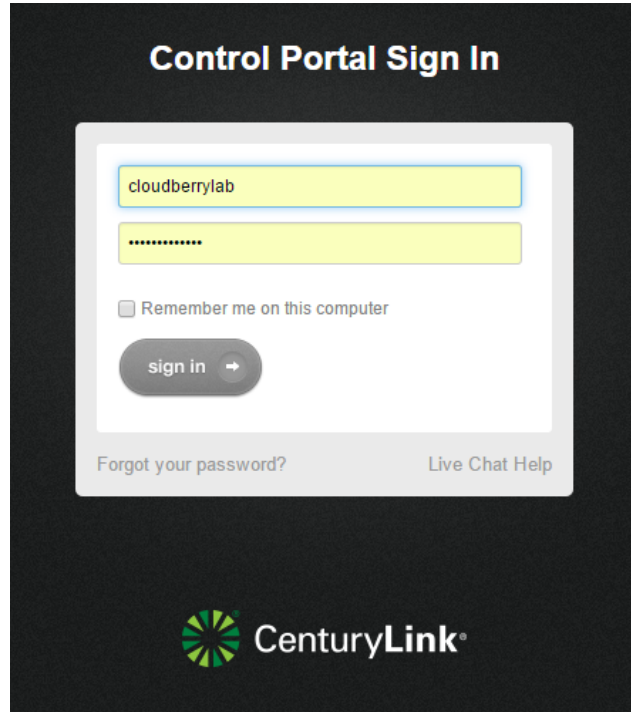 Control Portal Sign In
cloudberrylab
•••••••••••••
Remember me on this computer
sign in
Forgot your password? Live Chat Help
CenturyLink®